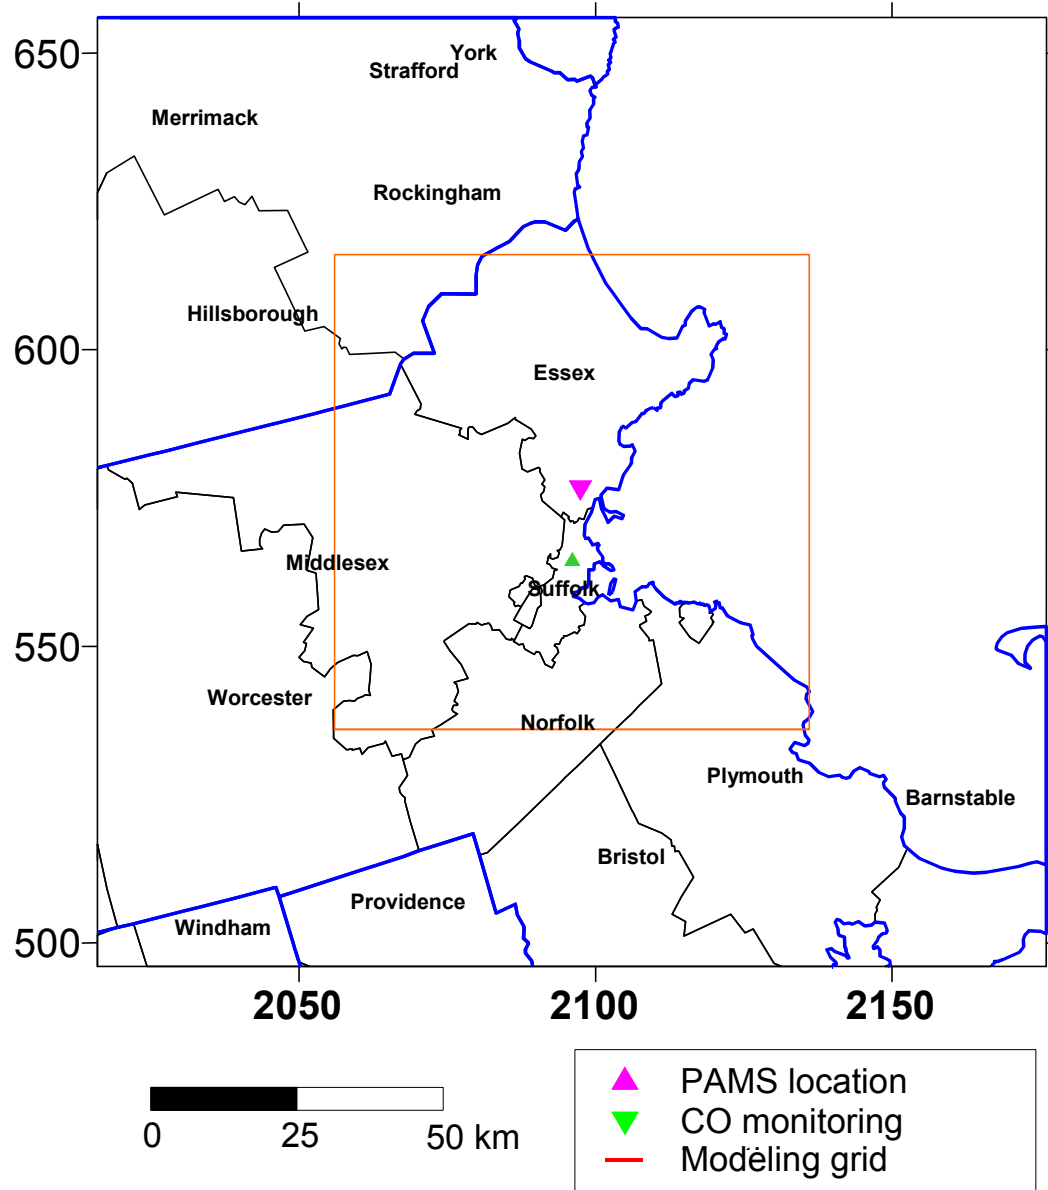 650
York
Strafford
Merrimack
Rockingham
Hillsborough
600
Essex
Middlesex
Suffolk
550
Worcester
Norfolk
Plymouth
Barnstable
Bristol
Providence
Windham
500
2050
2100
2150
0
25
50 km
PAMS location
CO monitoring
Modeling grid